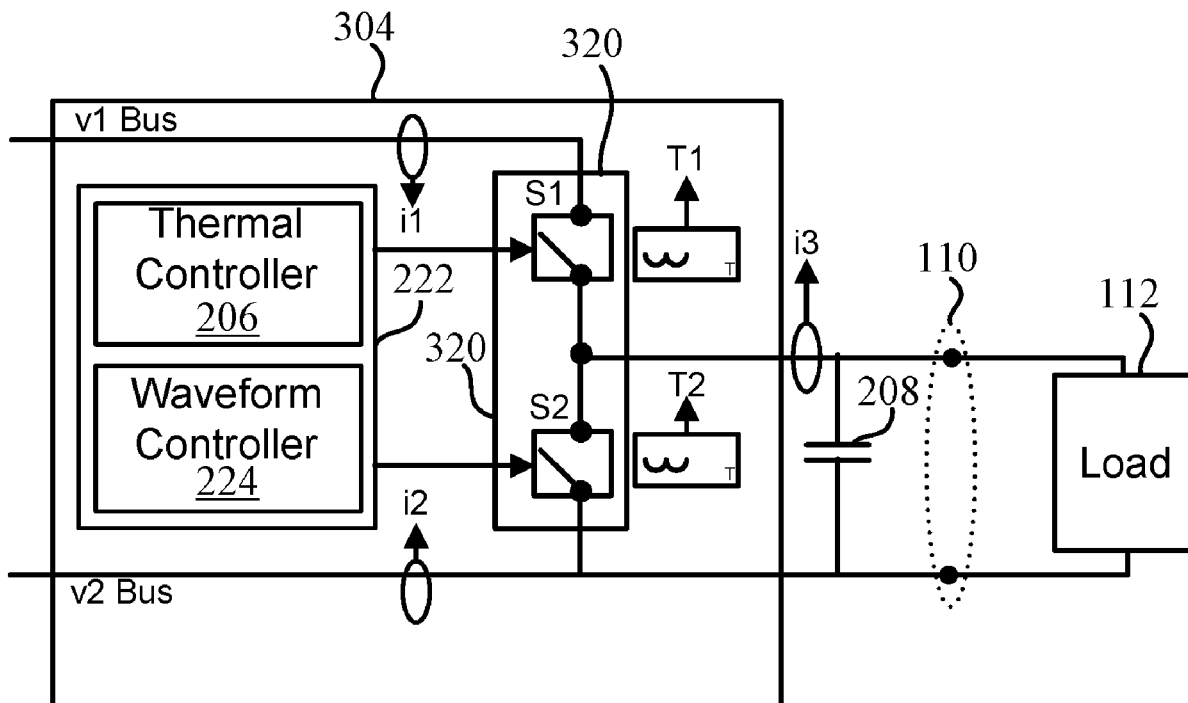 304
320
v1 Bus
T1
S1
i1
Thermal
Controller
206
T
i3
222
110
112
320
Waveform
Controller
224
T2
S2
208
T
Load
i2
v2 Bus